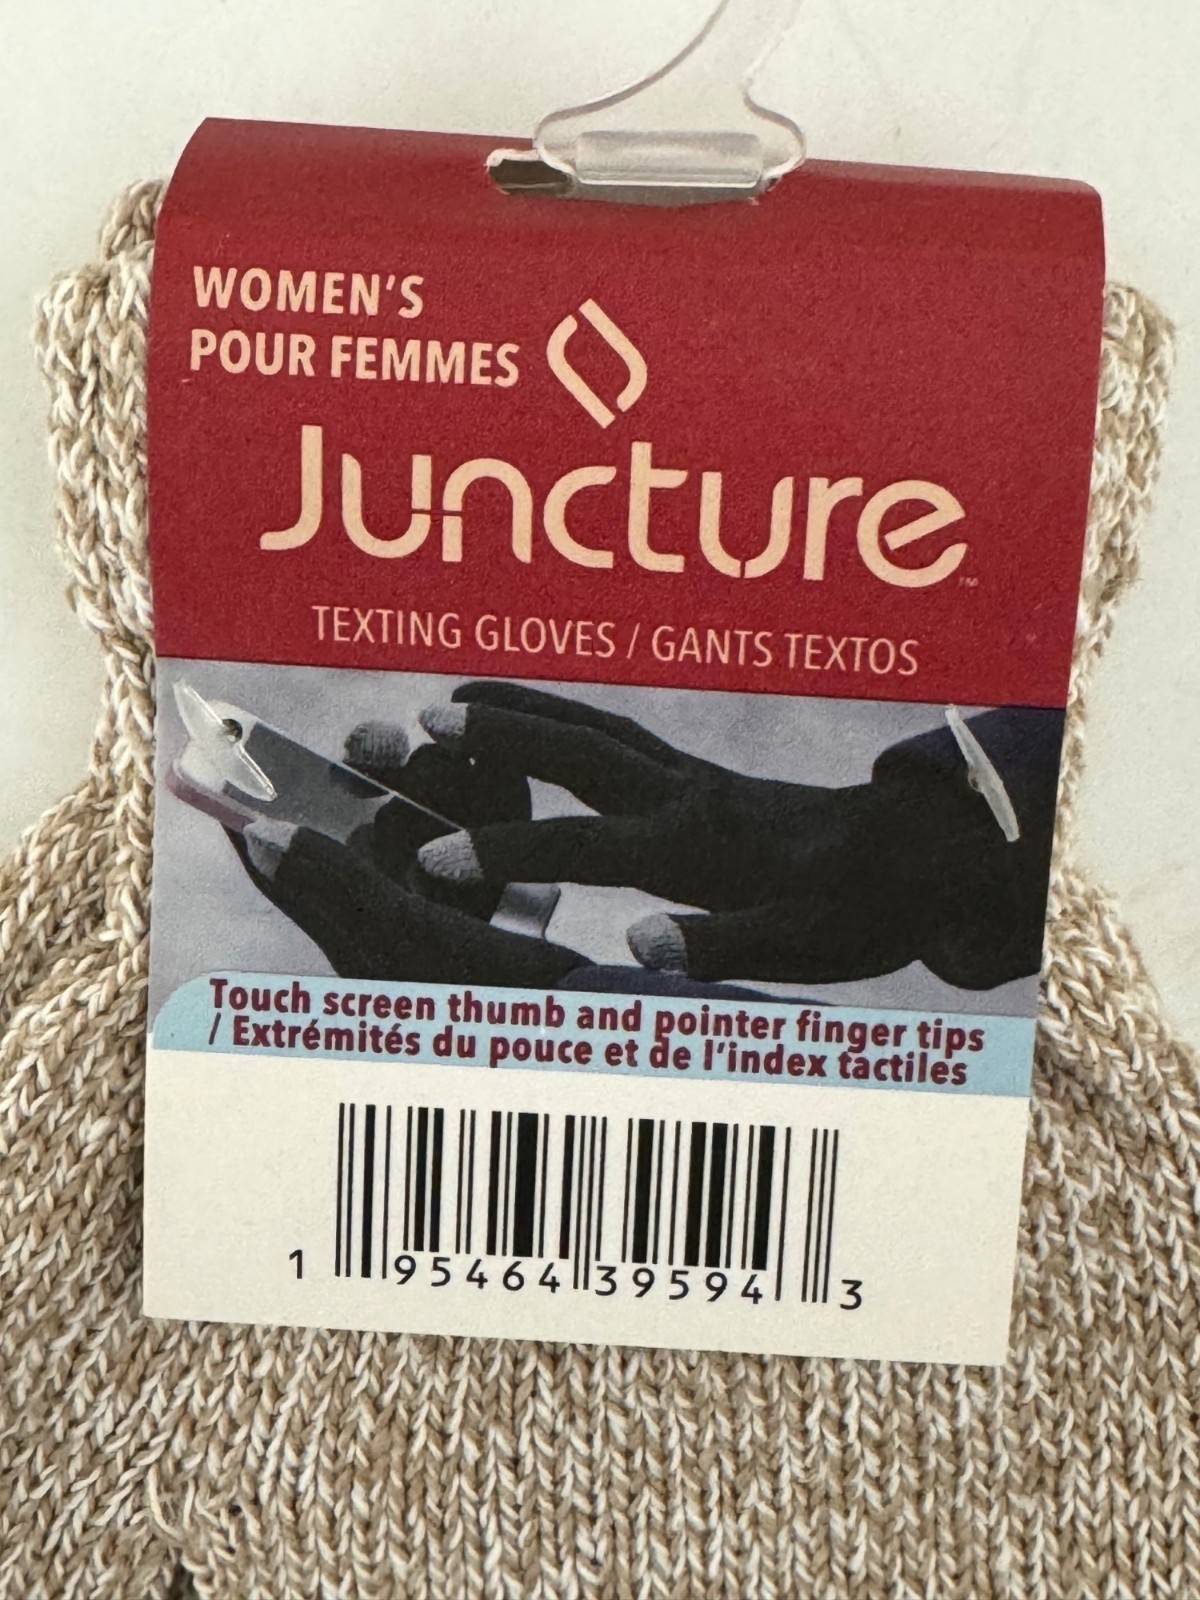 WOMEN'S
POUR FEMMES
Juncture™
TEXTING GLOVES / GANTS TEXTOS
Touch screen thumb and pointer finger tips
/ Extrémités du pouce et de l'index tactiles
1 95464 39594 3